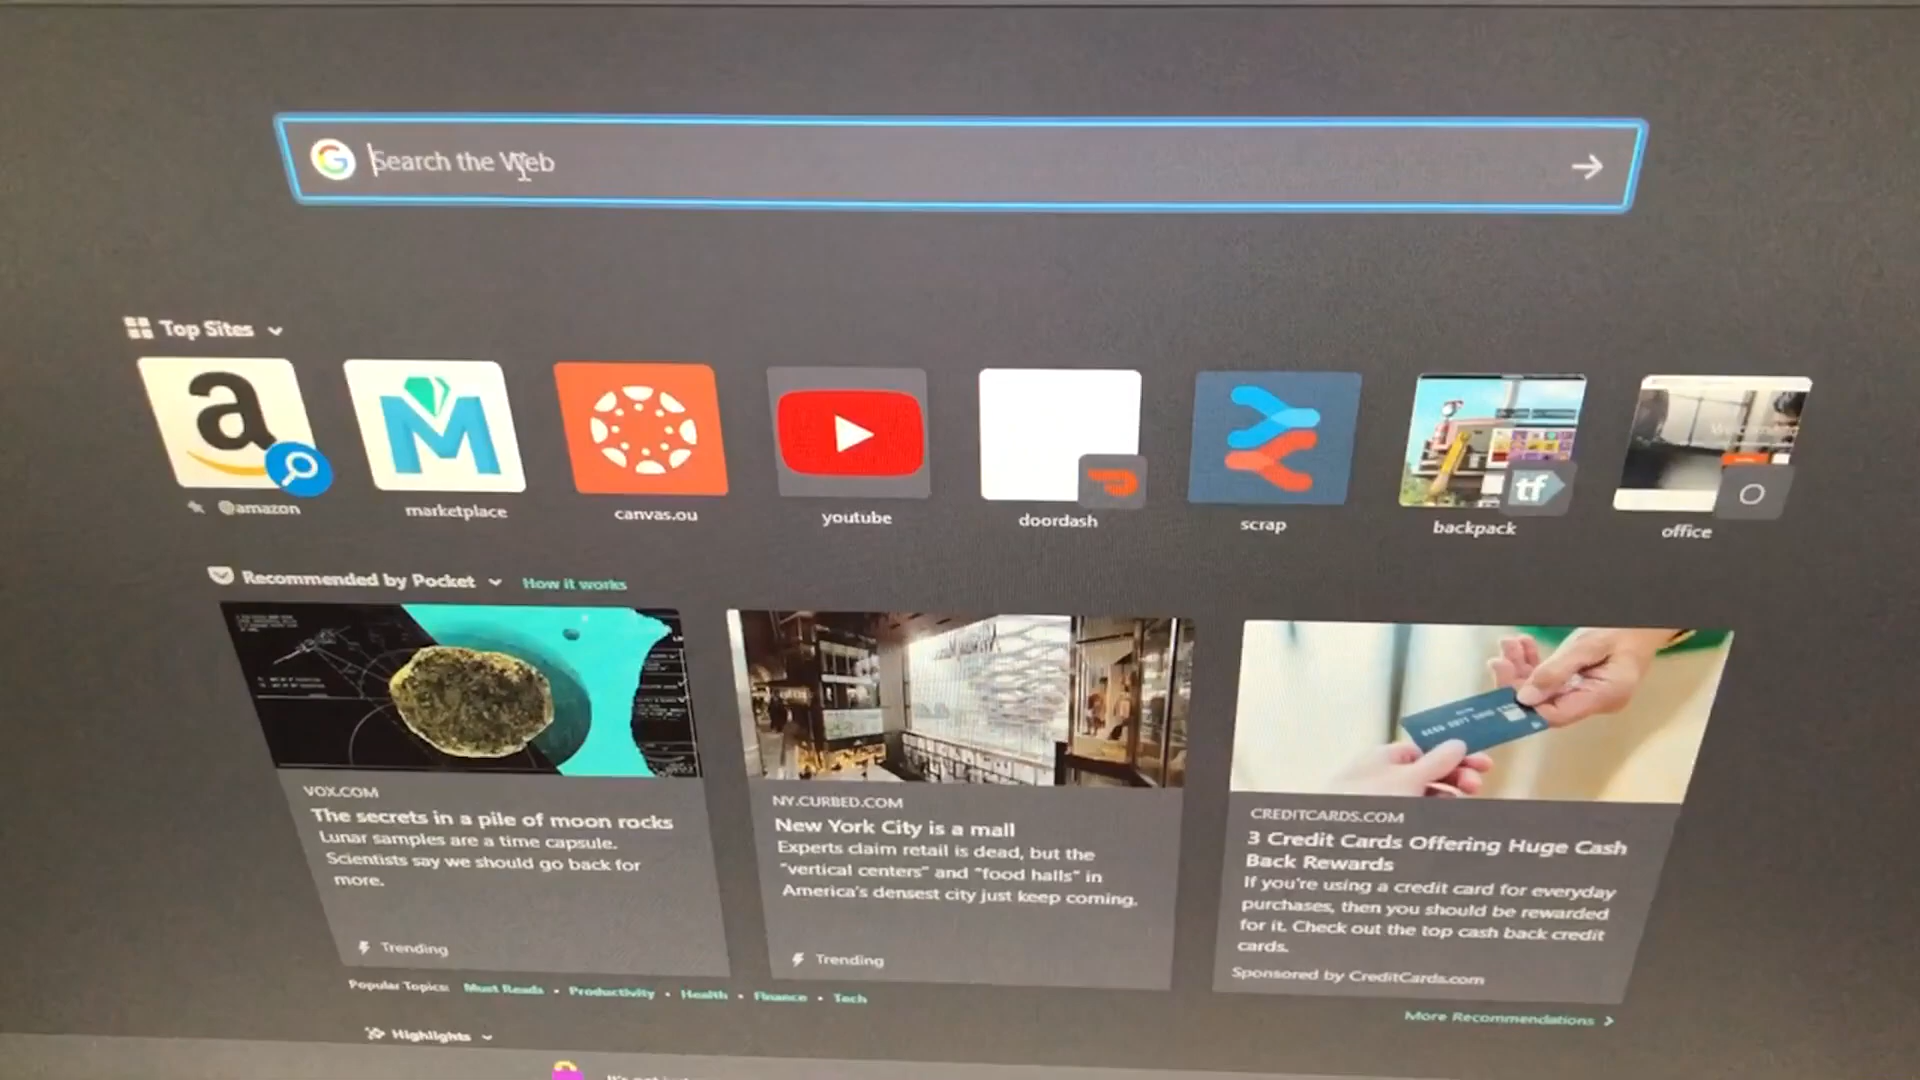 Search the Web
Top Sites
@amazon
marketplace
canvas.ou
youtube
doordash
scrap
backpack
office
tf
Recommended by Pocket
How it works
VOX.COM
The secrets in a pile of moon rocks
Lunar samples are a time capsule.
Scientists say we should go back for
more.
Trending
NY.CURBED.COM
New York City is a mall
Experts claim retail is dead, but the
"vertical centers" and "food halls" in
America's densest city just keep coming.
Trending
CREDITCARDS.COM
3 Credit Cards Offering Huge Cash
Back Rewards
If you're using a credit card for everyday
purchases, then you should be rewarded
for it. Check out the top cash back credit
cards.
Sponsored by CreditCards.com
Popular Topics: Must Reads • Productivity • Health • Finance • Tech
More Recommendations
Highlights